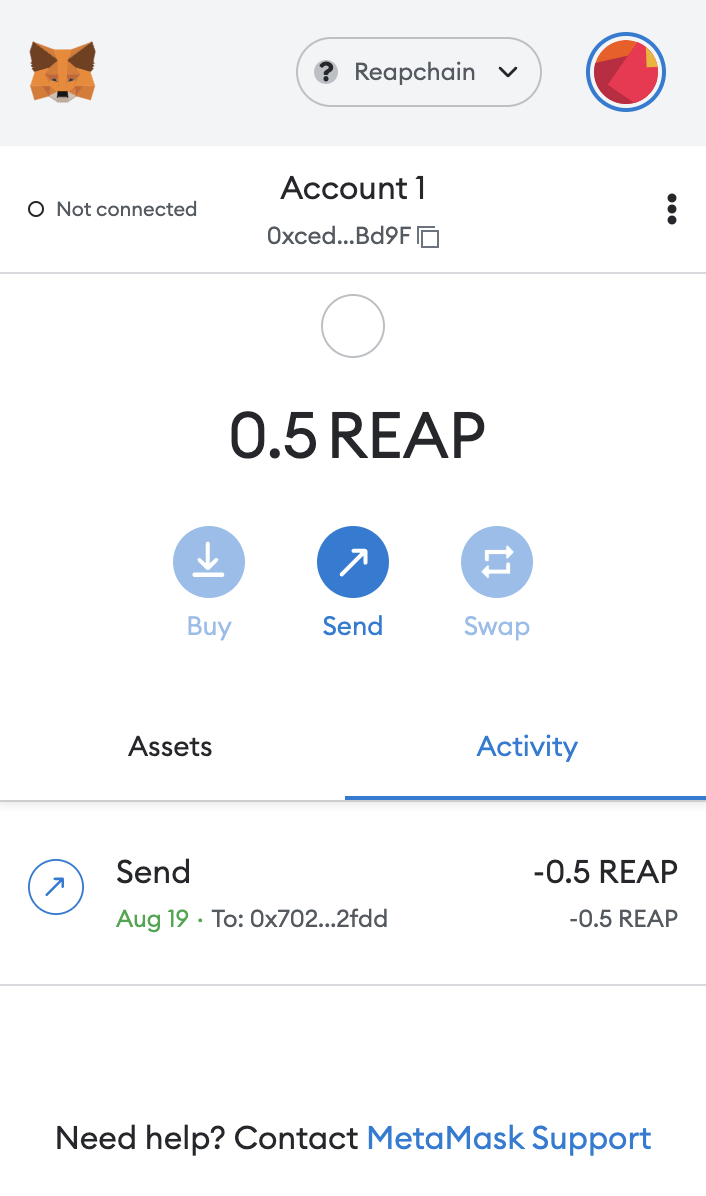 ? Reapchain
Not connected
Account 1
0xced...Bd9F
0.5 REAP
Buy Send Swap
Assets Activity
Send -0.5 REAP
Aug 19 · To: 0x702...2fdd -0.5 REAP
Need help? Contact MetaMask Support